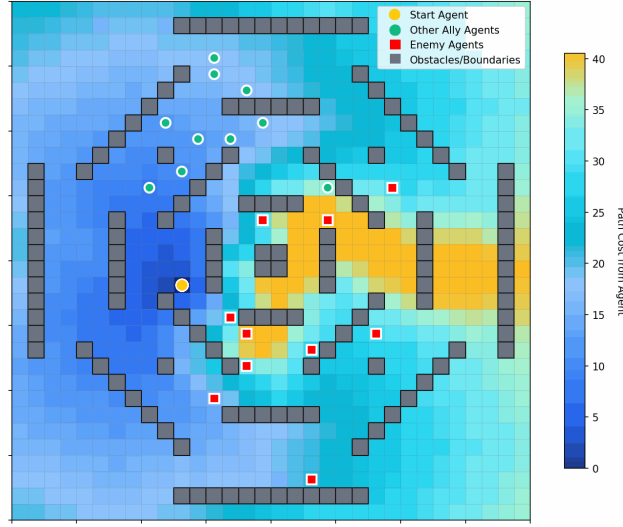 Start Agent
Other Ally Agents
Enemy Agents
Obstacles/Boundaries
40
35
30
25
20
15
10
5
0
Path Cost from Agent